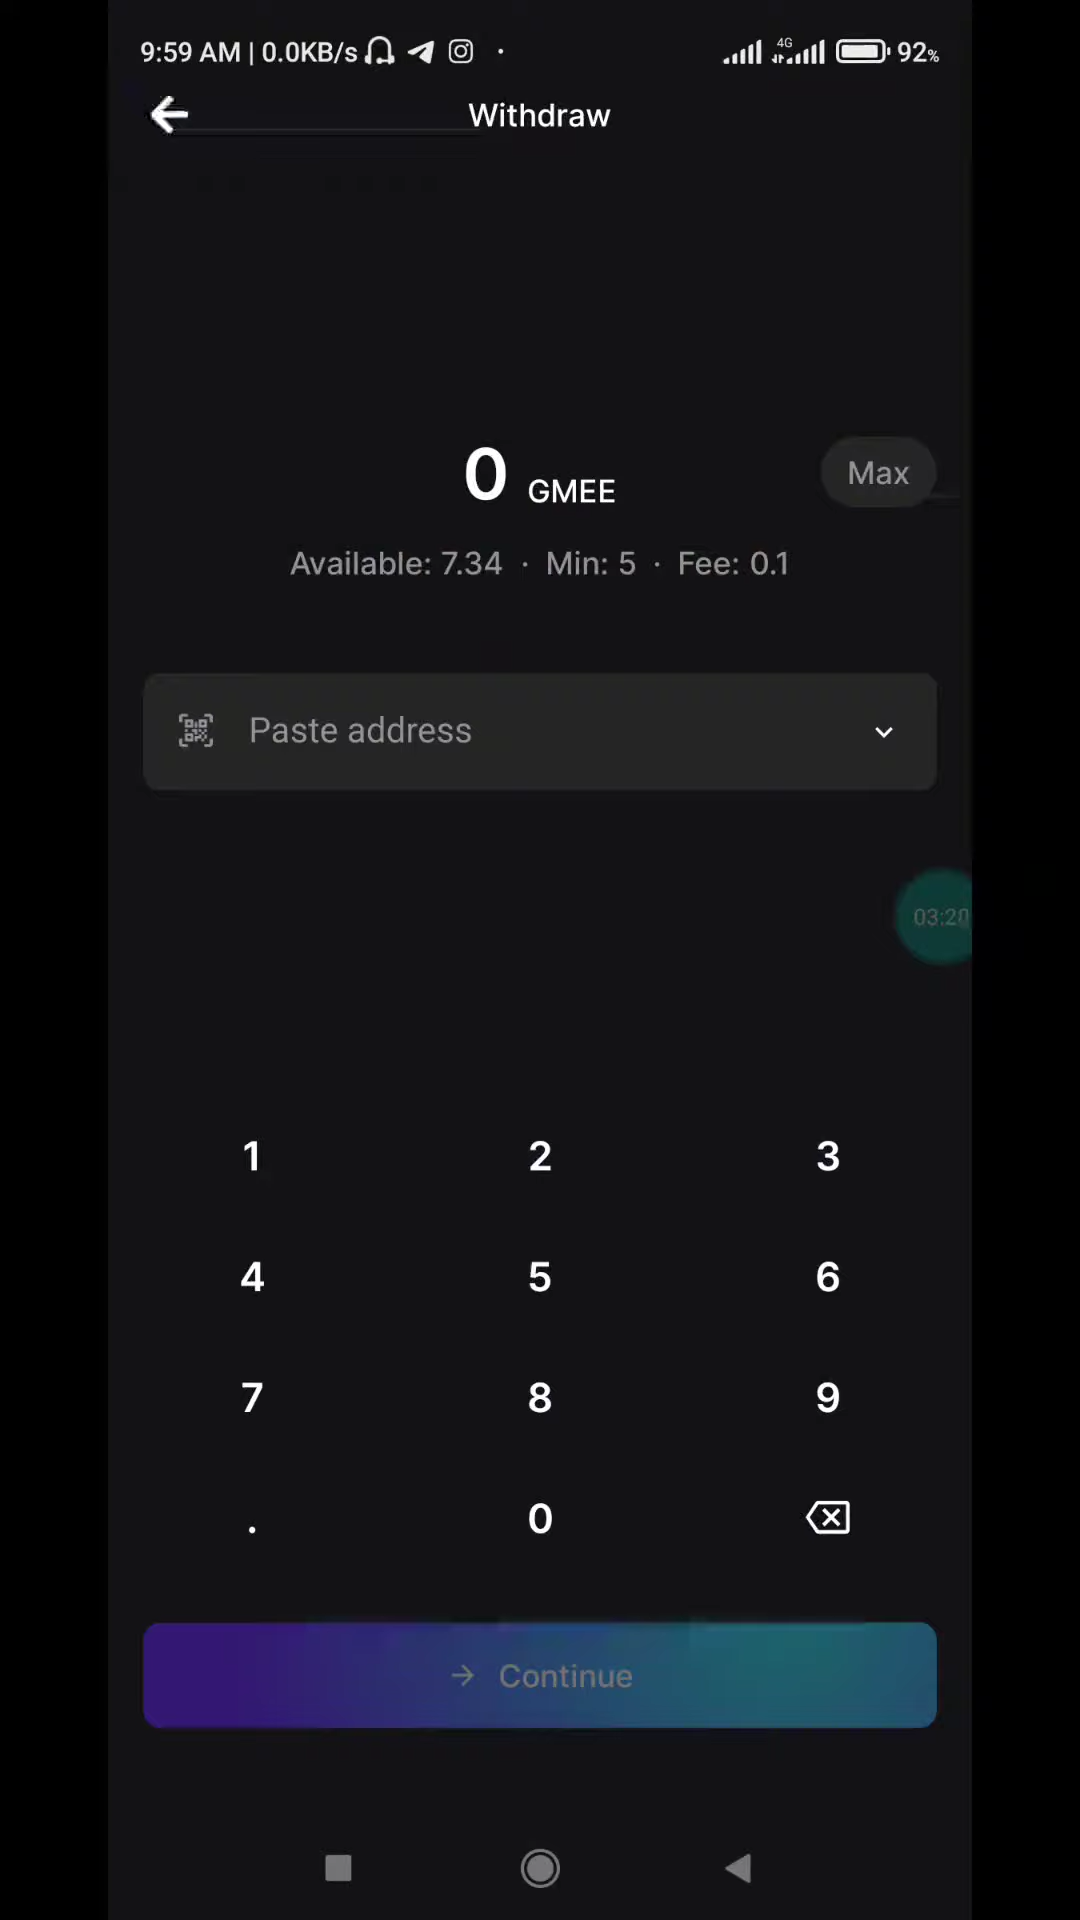 9:59 AM | 0.0KB/s 4G 92%
Withdraw
0 GMEE Max
Available: 7.34 · Min: 5 · Fee: 0.1
Paste address
03:20
1 2 3
4 5 6
7 8 9
. 0
Continue